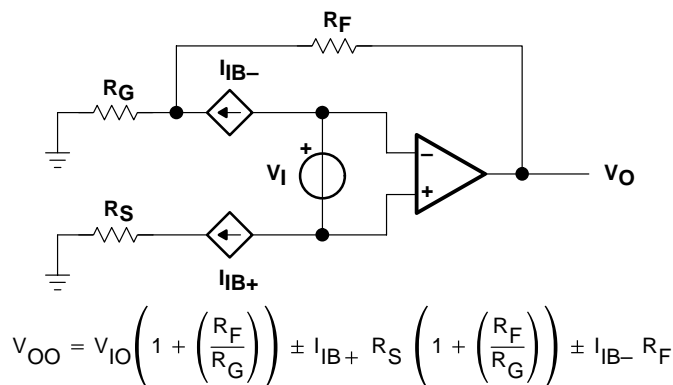 RF
IIB–
RG
+
VI
–
+
VO
RS
IIB+
VOO = VIO(1 + (RF/RG)) ± IIB+ RS (1 + (RF/RG)) ± IIB– RF